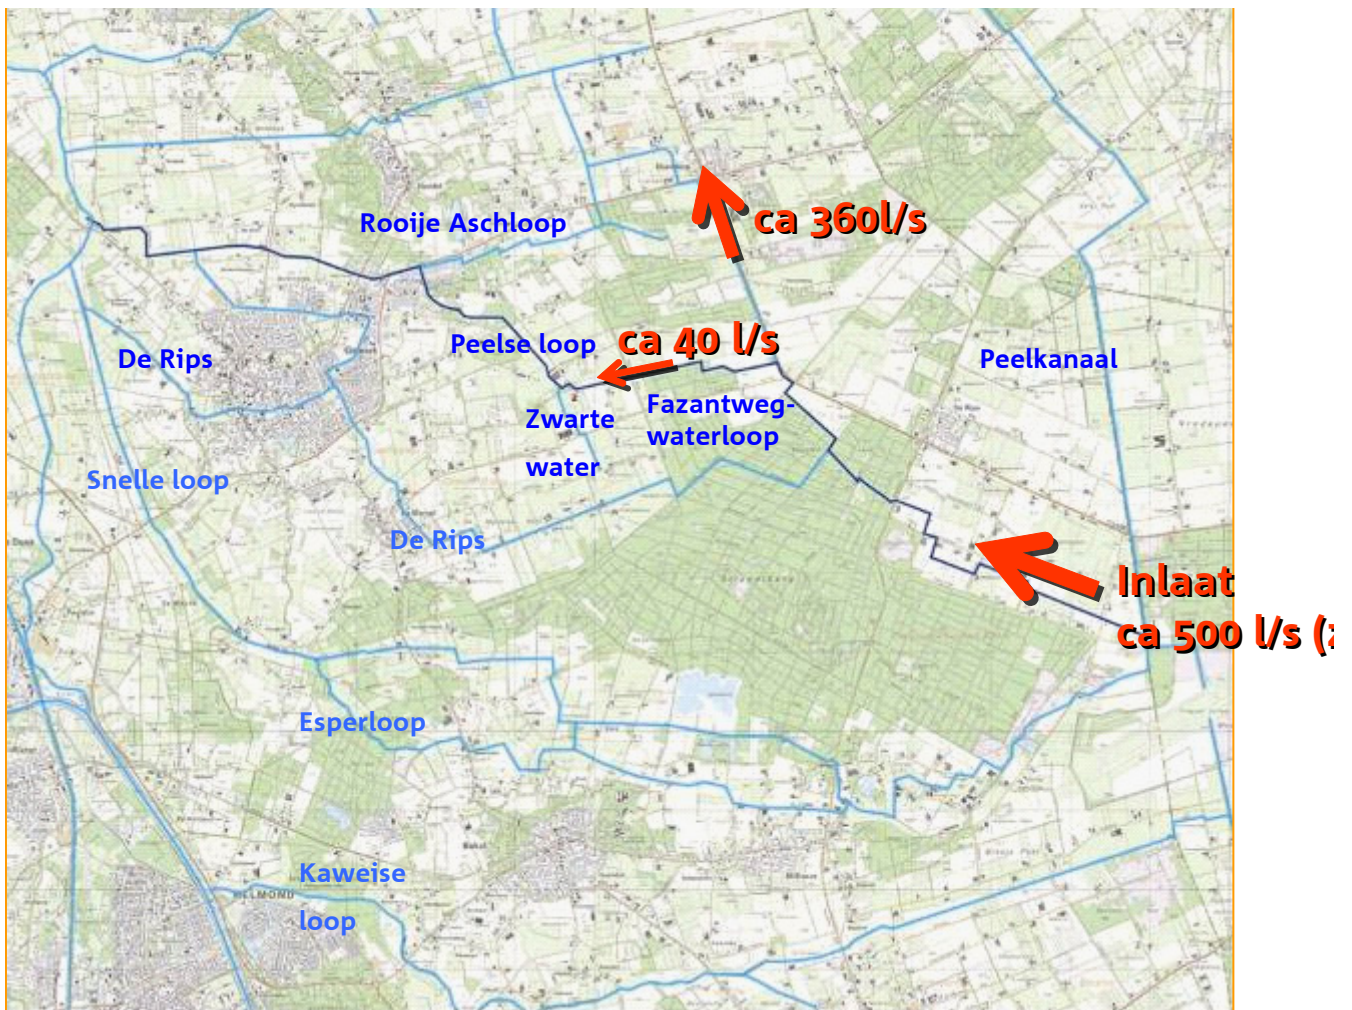 Rooije Aschloop
ca 360l/s
De Rips
Peelse loop
ca 40 l/s
Peelkanaal
Zwarte
water
Fazantweg-
waterloop
Snelle loop
De Rips
Inlaat
ca 500 l/s (
Esperloop
Kaweise
loop
HELMOND